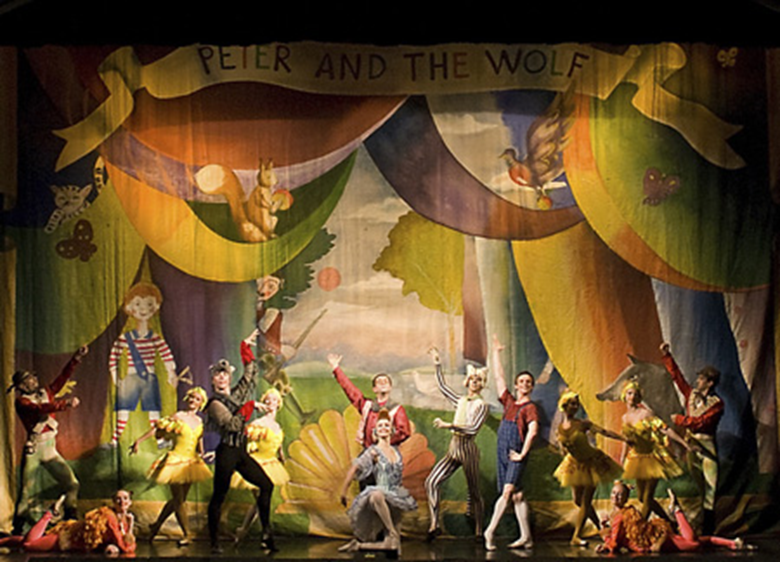 PETER AND THE WOLF